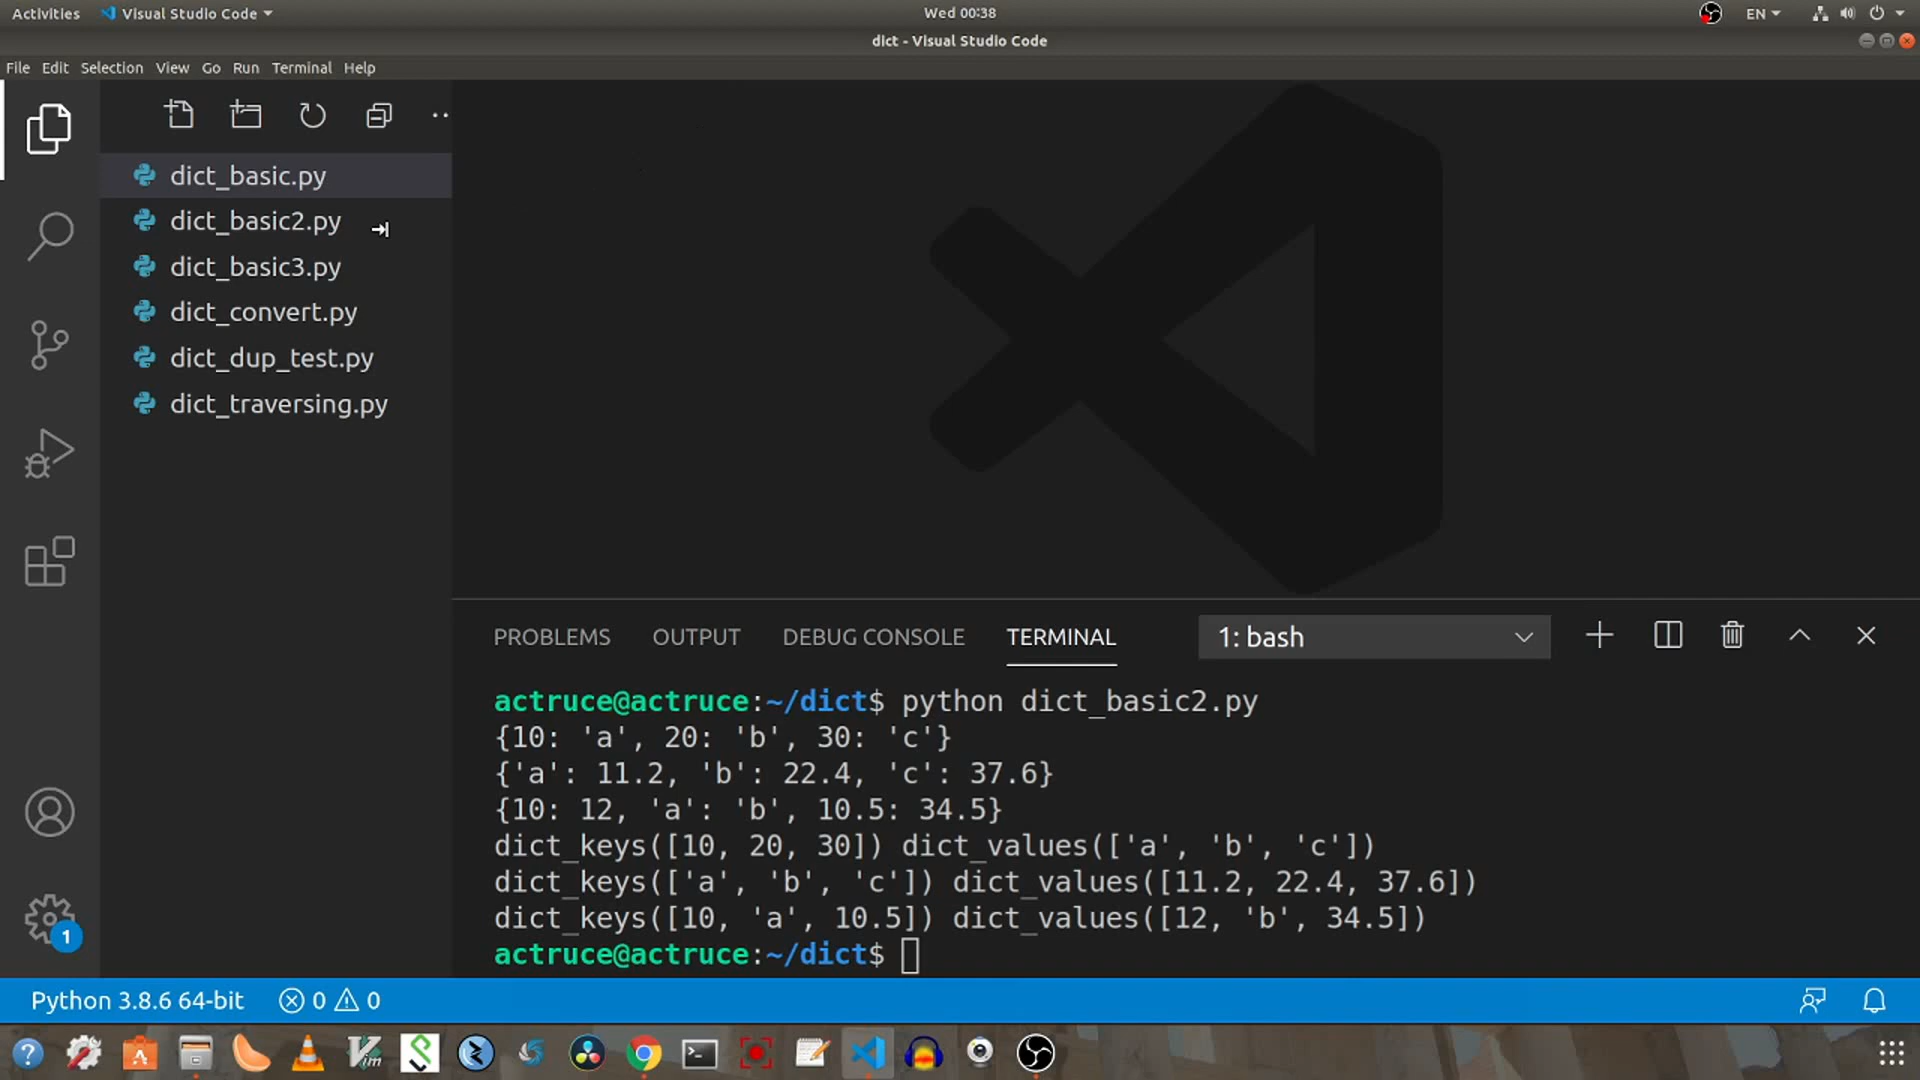 Activities Visual Studio Code Wed 00:38 EN
dict - Visual Studio Code
File Edit Selection View Go Run Terminal Help
dict_basic.py
dict_basic2.py
dict_basic3.py
dict_convert.py
dict_dup_test.py
dict_traversing.py
PROBLEMS OUTPUT DEBUG CONSOLE TERMINAL 1: bash
actruce@actruce:~/dict$ python dict_basic2.py
{10: 'a', 20: 'b', 30: 'c'}
{'a': 11.2, 'b': 22.4, 'c': 37.6}
{10: 12, 'a': 'b', 10.5: 34.5}
dict_keys([10, 20, 30]) dict_values(['a', 'b', 'c'])
dict_keys(['a', 'b', 'c']) dict_values([11.2, 22.4, 37.6])
dict_keys([10, 'a', 10.5]) dict_values([12, 'b', 34.5])
actruce@actruce:~/dict$
1
Python 3.8.6 64-bit 0 0